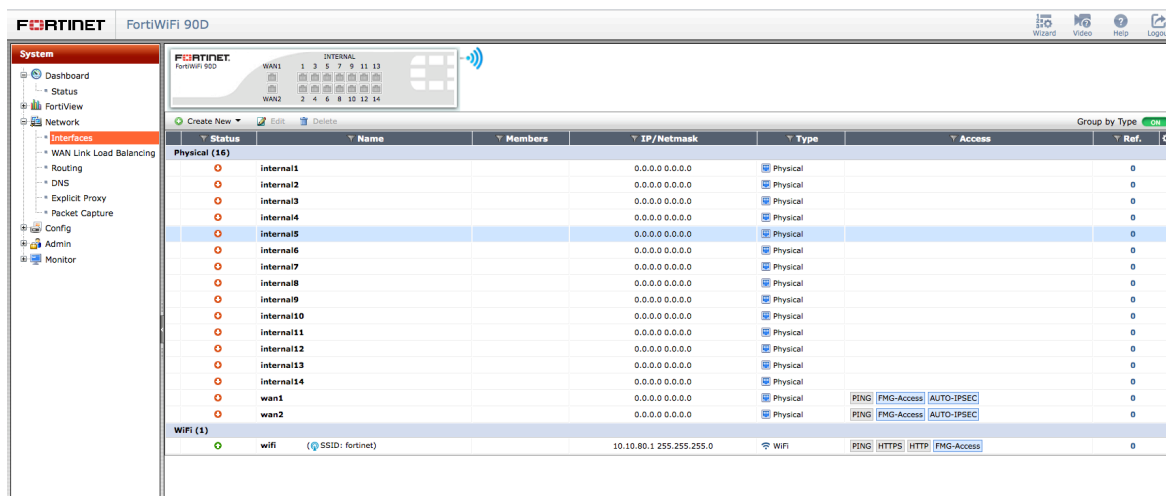 FORTINET FortiWiFi 90D
Wizard Video Help Logou
System
Dashboard
Status
FortiView
Network
Interfaces
WAN Link Load Balancing
Routing
DNS
Explicit Proxy
Packet Capture
Config
Admin
Monitor
FORTINET.
FortiWiFi 90D
INTERNAL
WAN1 1 3 5 7 9 11 13
WAN2 2 4 6 8 10 12 14
Create New Edit Delete Group by Type ON
Status Name Members IP/Netmask Type Access Ref.
Physical (16)
internal1 0.0.0.0 0.0.0.0 Physical 0
internal2 0.0.0.0 0.0.0.0 Physical 0
internal3 0.0.0.0 0.0.0.0 Physical 0
internal4 0.0.0.0 0.0.0.0 Physical 0
internal5 0.0.0.0 0.0.0.0 Physical 0
internal6 0.0.0.0 0.0.0.0 Physical 0
internal7 0.0.0.0 0.0.0.0 Physical 0
internal8 0.0.0.0 0.0.0.0 Physical 0
internal9 0.0.0.0 0.0.0.0 Physical 0
internal10 0.0.0.0 0.0.0.0 Physical 0
internal11 0.0.0.0 0.0.0.0 Physical 0
internal12 0.0.0.0 0.0.0.0 Physical 0
internal13 0.0.0.0 0.0.0.0 Physical 0
internal14 0.0.0.0 0.0.0.0 Physical 0
wan1 0.0.0.0 0.0.0.0 Physical PING FMG-Access AUTO-IPSEC 0
wan2 0.0.0.0 0.0.0.0 Physical PING FMG-Access AUTO-IPSEC 0
WiFi (1)
wifi (SSID: fortinet) 10.10.80.1 255.255.255.0 WiFi PING HTTPS HTTP FMG-Access 0